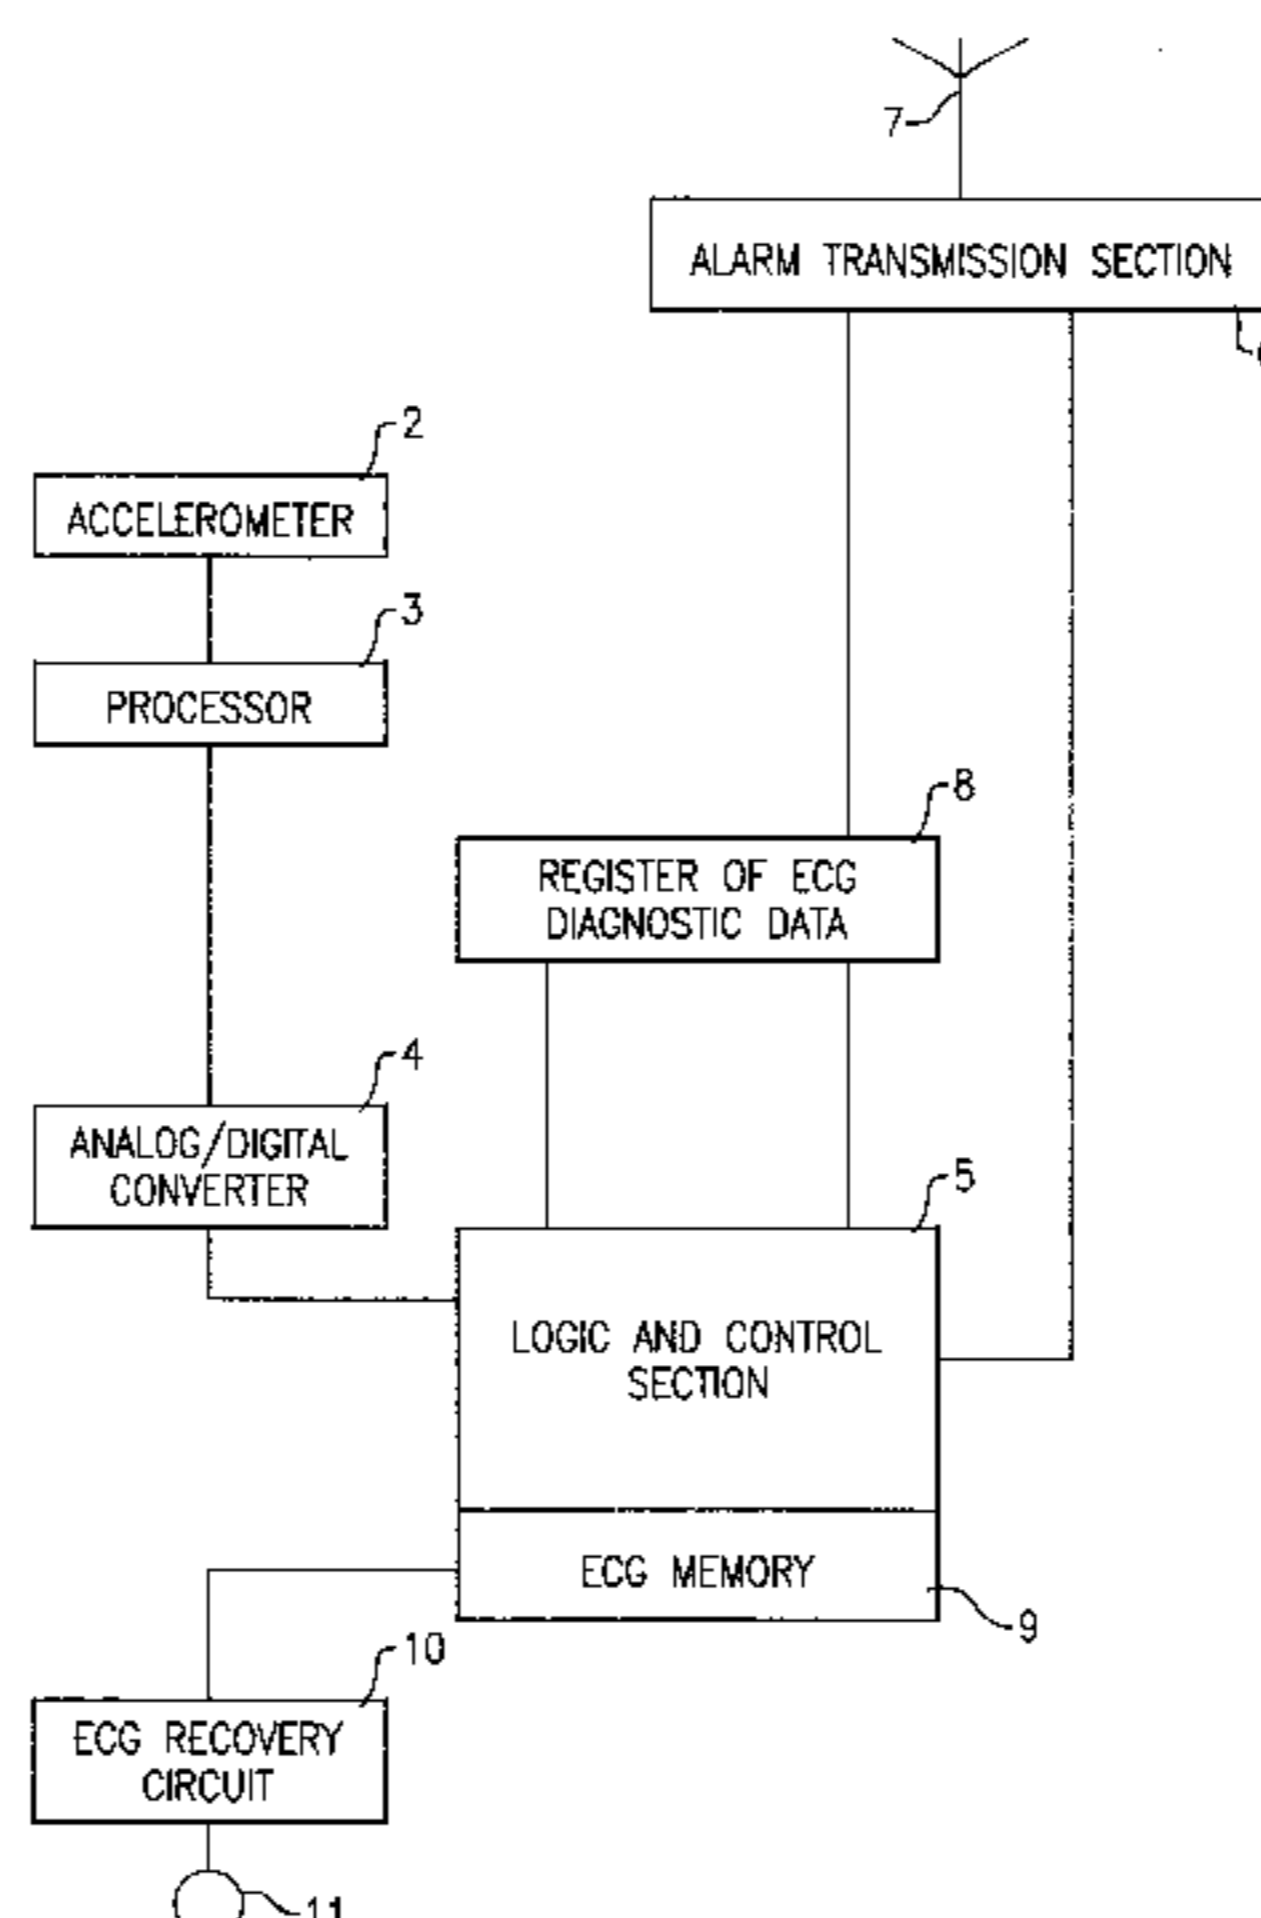 7
ALARM TRANSMISSION SECTION
2
ACCELEROMETER
3
PROCESSOR
8
REGISTER OF ECG
DIAGNOSTIC DATA
4
ANALOG/DIGITAL
CONVERTER
5
LOGIC AND CONTROL
SECTION
ECG MEMORY
9
10
ECG RECOVERY
CIRCUIT
11